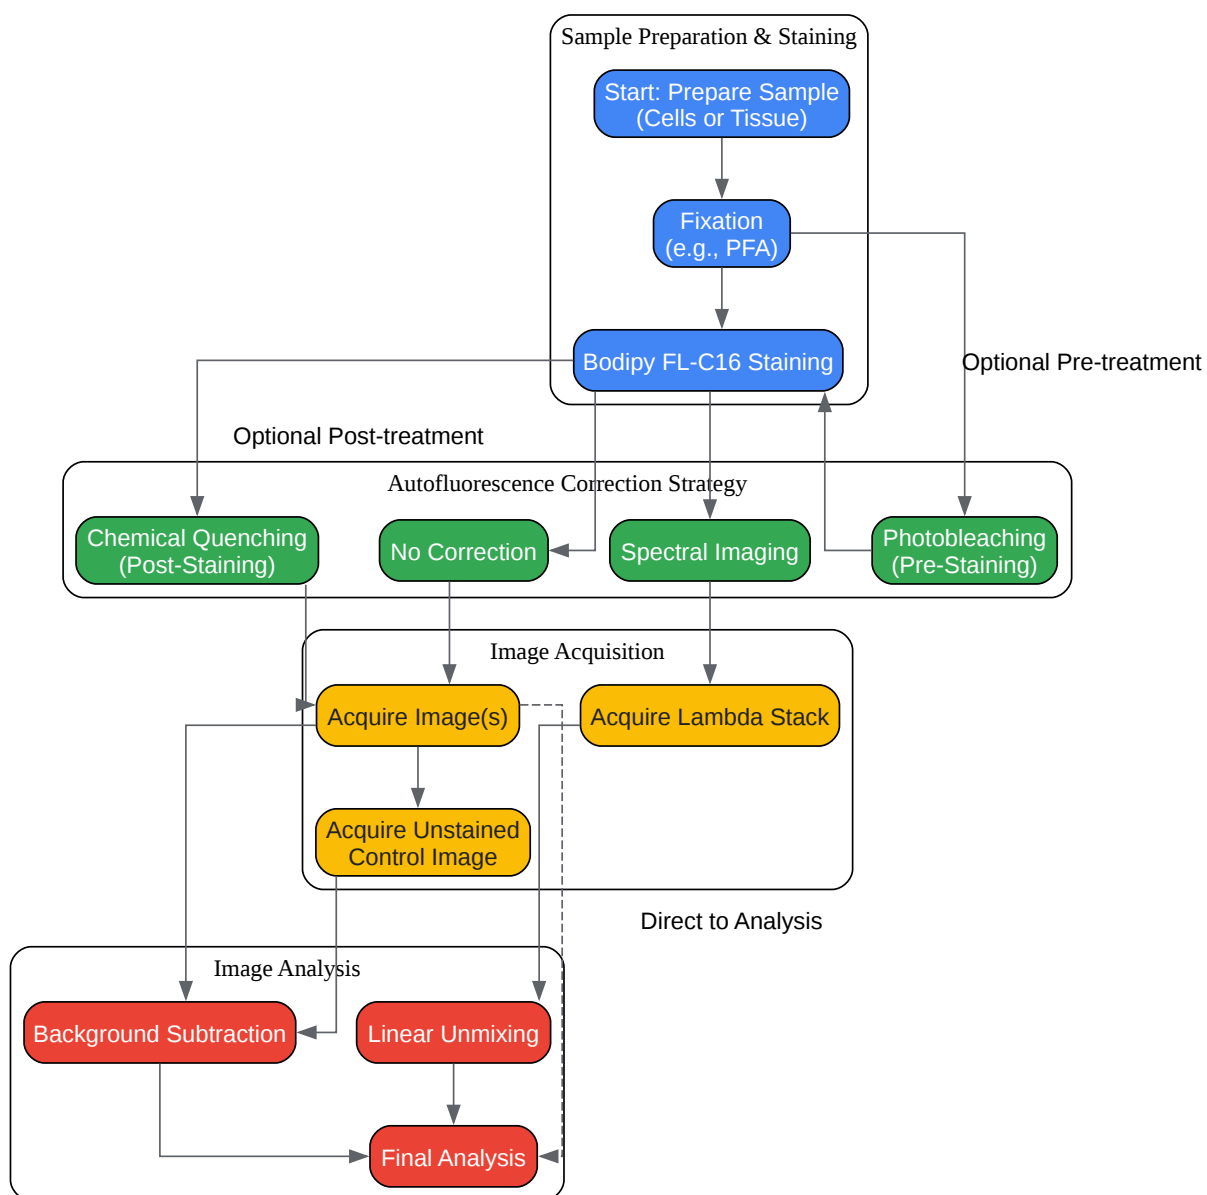 Sample Preparation & Staining
Start: Prepare Sample
(Cells or Tissue)
Fixation
(e.g., PFA)
Bodipy FL-C16 Staining
Optional Pre-treatment
Optional Post-treatment
Autofluorescence Correction Strategy
Chemical Quenching
(Post-Staining)
No Correction
Spectral Imaging
Photobleaching
(Pre-Staining)
Image Acquisition
Acquire Image(s)
Acquire Lambda Stack
Acquire Unstained
Control Image
Direct to Analysis
Image Analysis
Background Subtraction
Linear Unmixing
Final Analysis